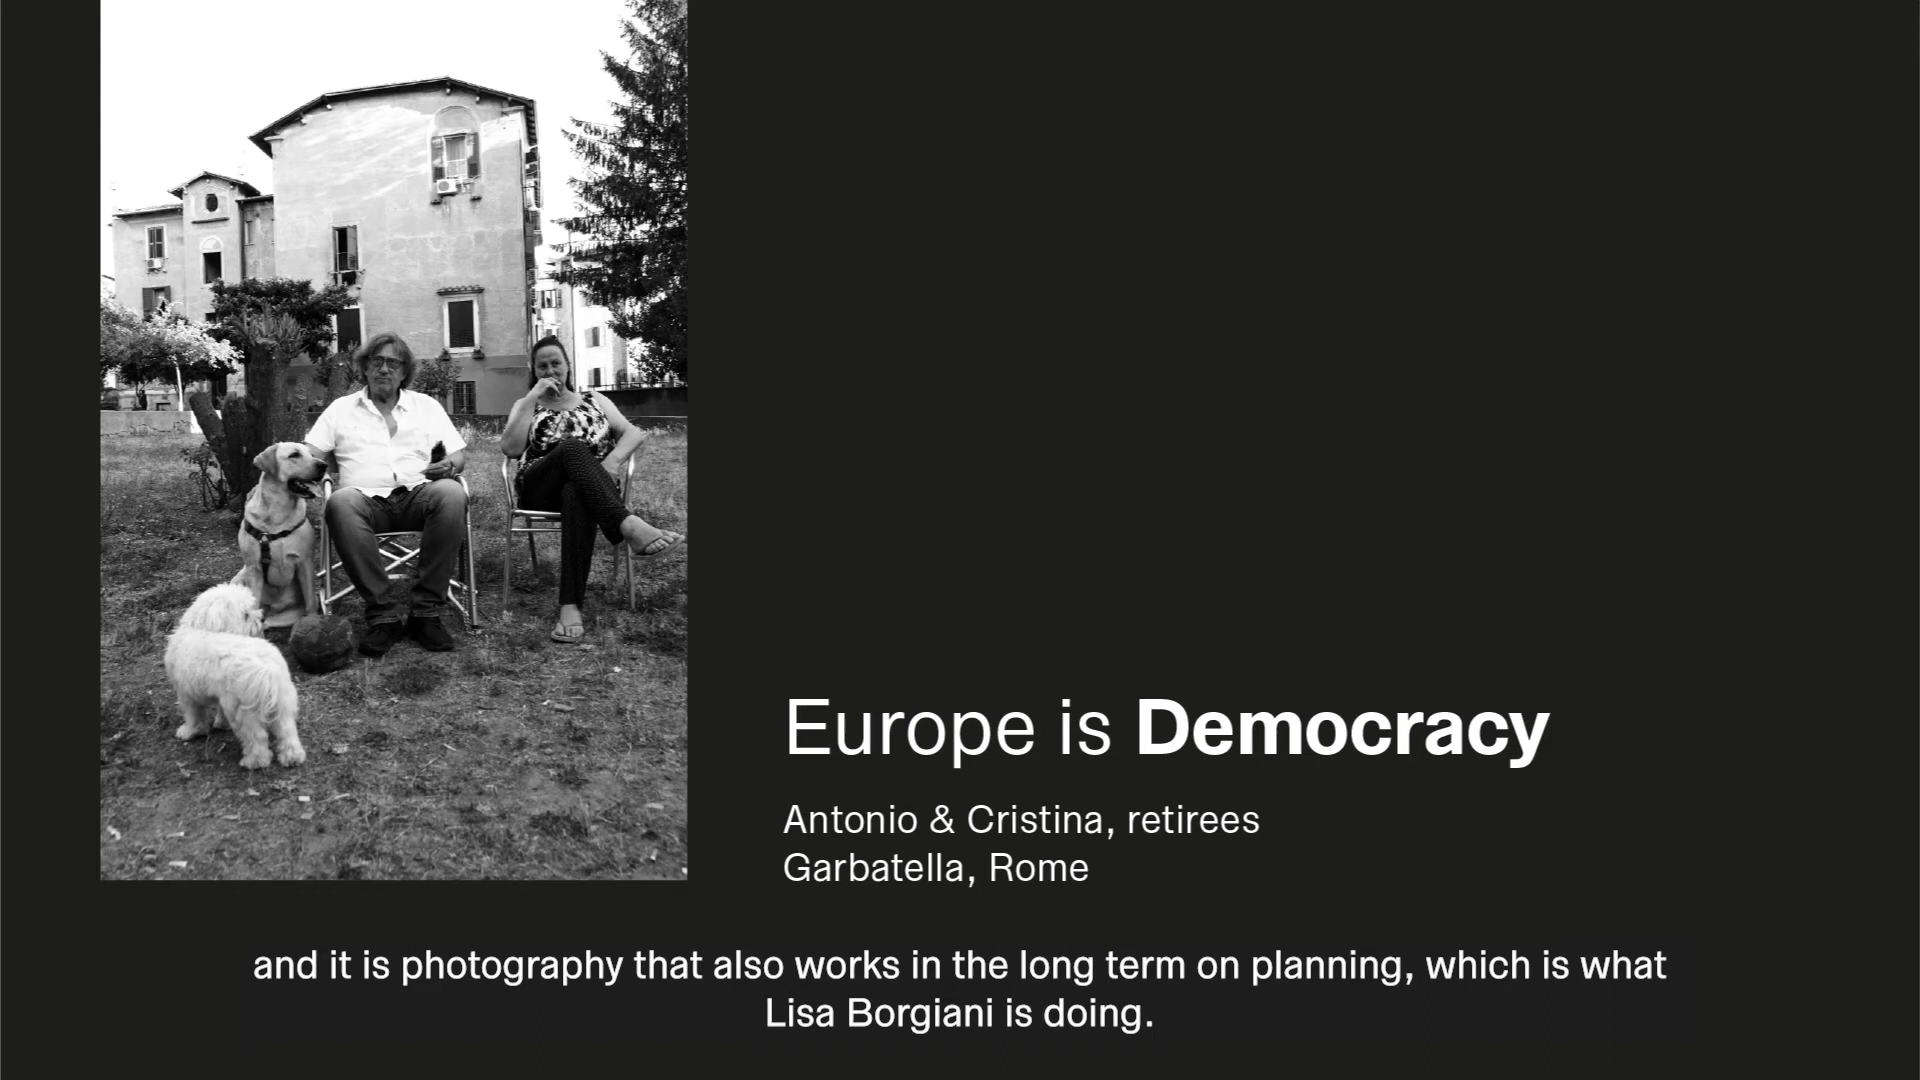 Europe is Democracy
Antonio & Cristina, retirees
Garbatella, Rome
and it is photography that also works in the long term on planning, which is what
Lisa Borgiani is doing.